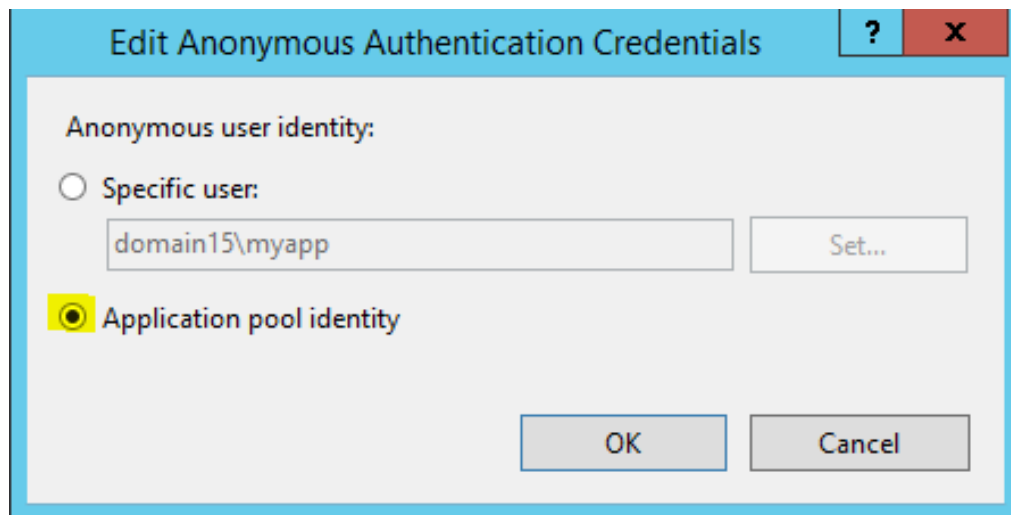 Edit Anonymous Authentication Credentials
?
x
Anonymous user identity:
Specific user:
domain15\myapp
Set...
Application pool identity
OK
Cancel